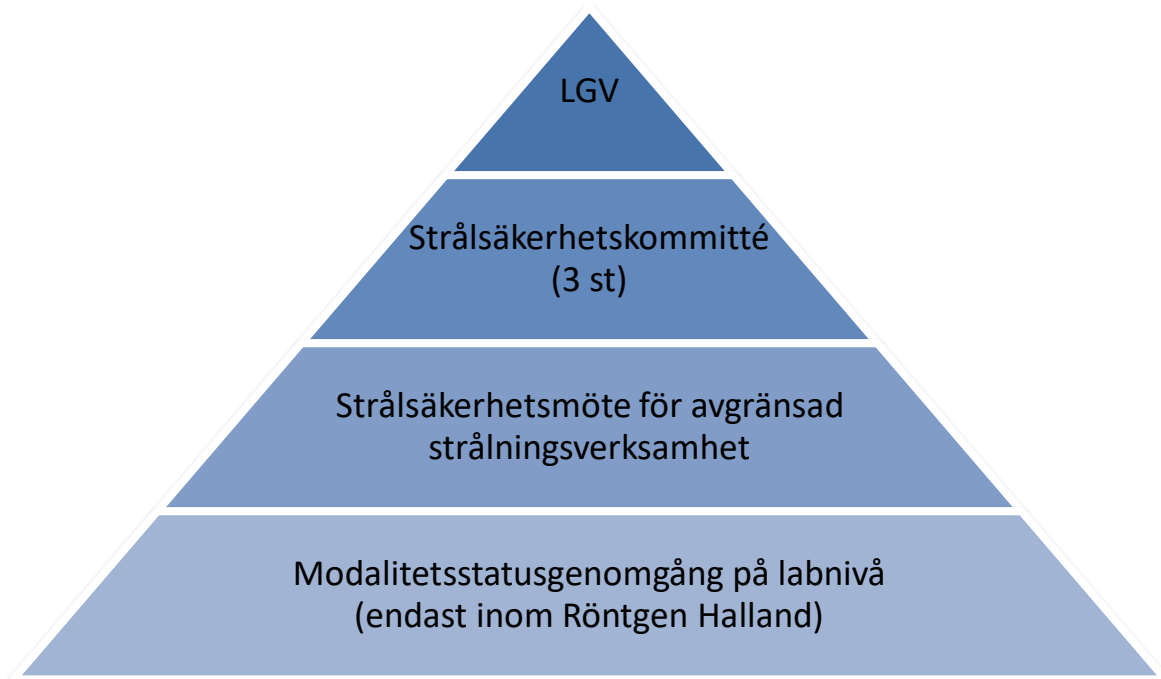 LGV
Strålsäkerhetskommitté
(3 st)
Strålsäkerhetsmöte för avgränsad
strålningsverksamhet
Modalitetsstatusgenomgång på labnivå
(endast inom Röntgen Halland)